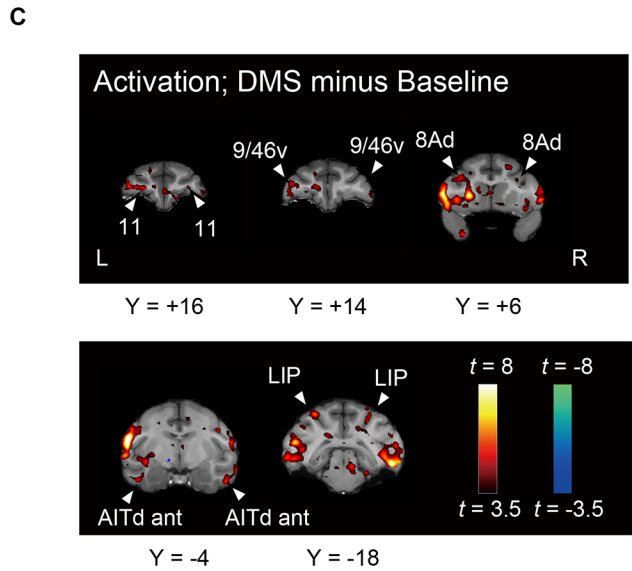 C
Activation; DMS minus Baseline
9/46v 9/46v 8Ad 8Ad
11 11
L R
Y = +16 Y = +14 Y = +6
LIP LIP t = 8 t = -8
AITd ant AITd ant t = 3.5 t = -3.5
Y = -4 Y = -18